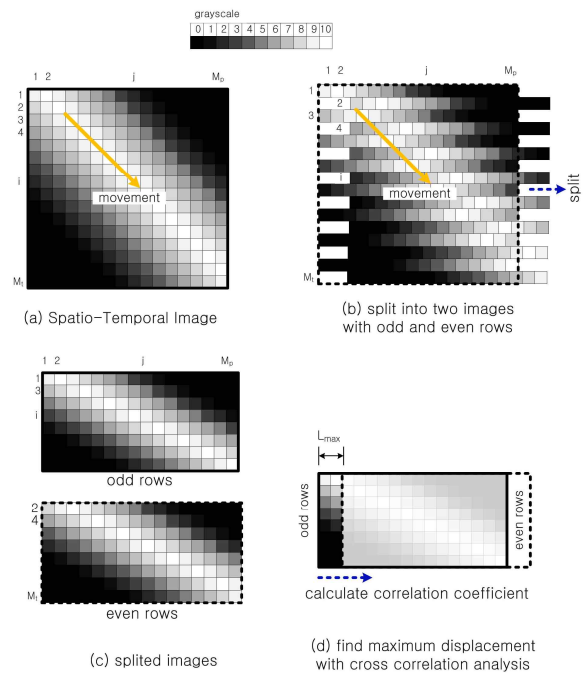 grayscale
0 1 2 3 4 5 6 7 8 9 10
1 2 j Mp
1
2
3
4
i
Mt
movement
(a) Spatio-Temporal Image
1 2 j Mp
1
2
3
4
i
Mt
movement
split
(b) split into two images
with odd and even rows
1 2 j Mp
1
3
i
odd rows
2
4
Mt
even rows
(c) splited images
Lmax
odd rows
even rows
calculate correlation coefficient
(d) find maximum displacement
with cross correlation analysis